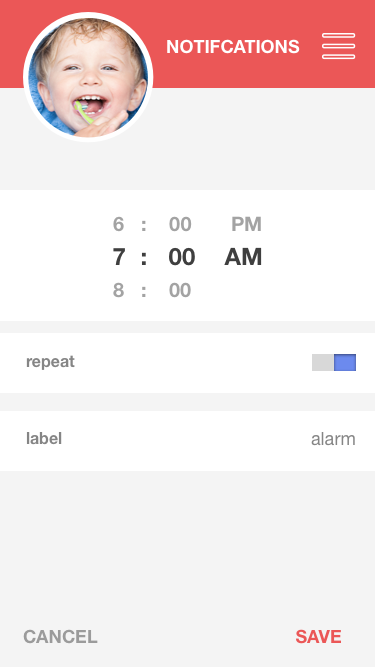 NOTIFCATIONS
6 : 00 PM
7 : 00 AM
8 : 00
repeat
label alarm
CANCEL SAVE